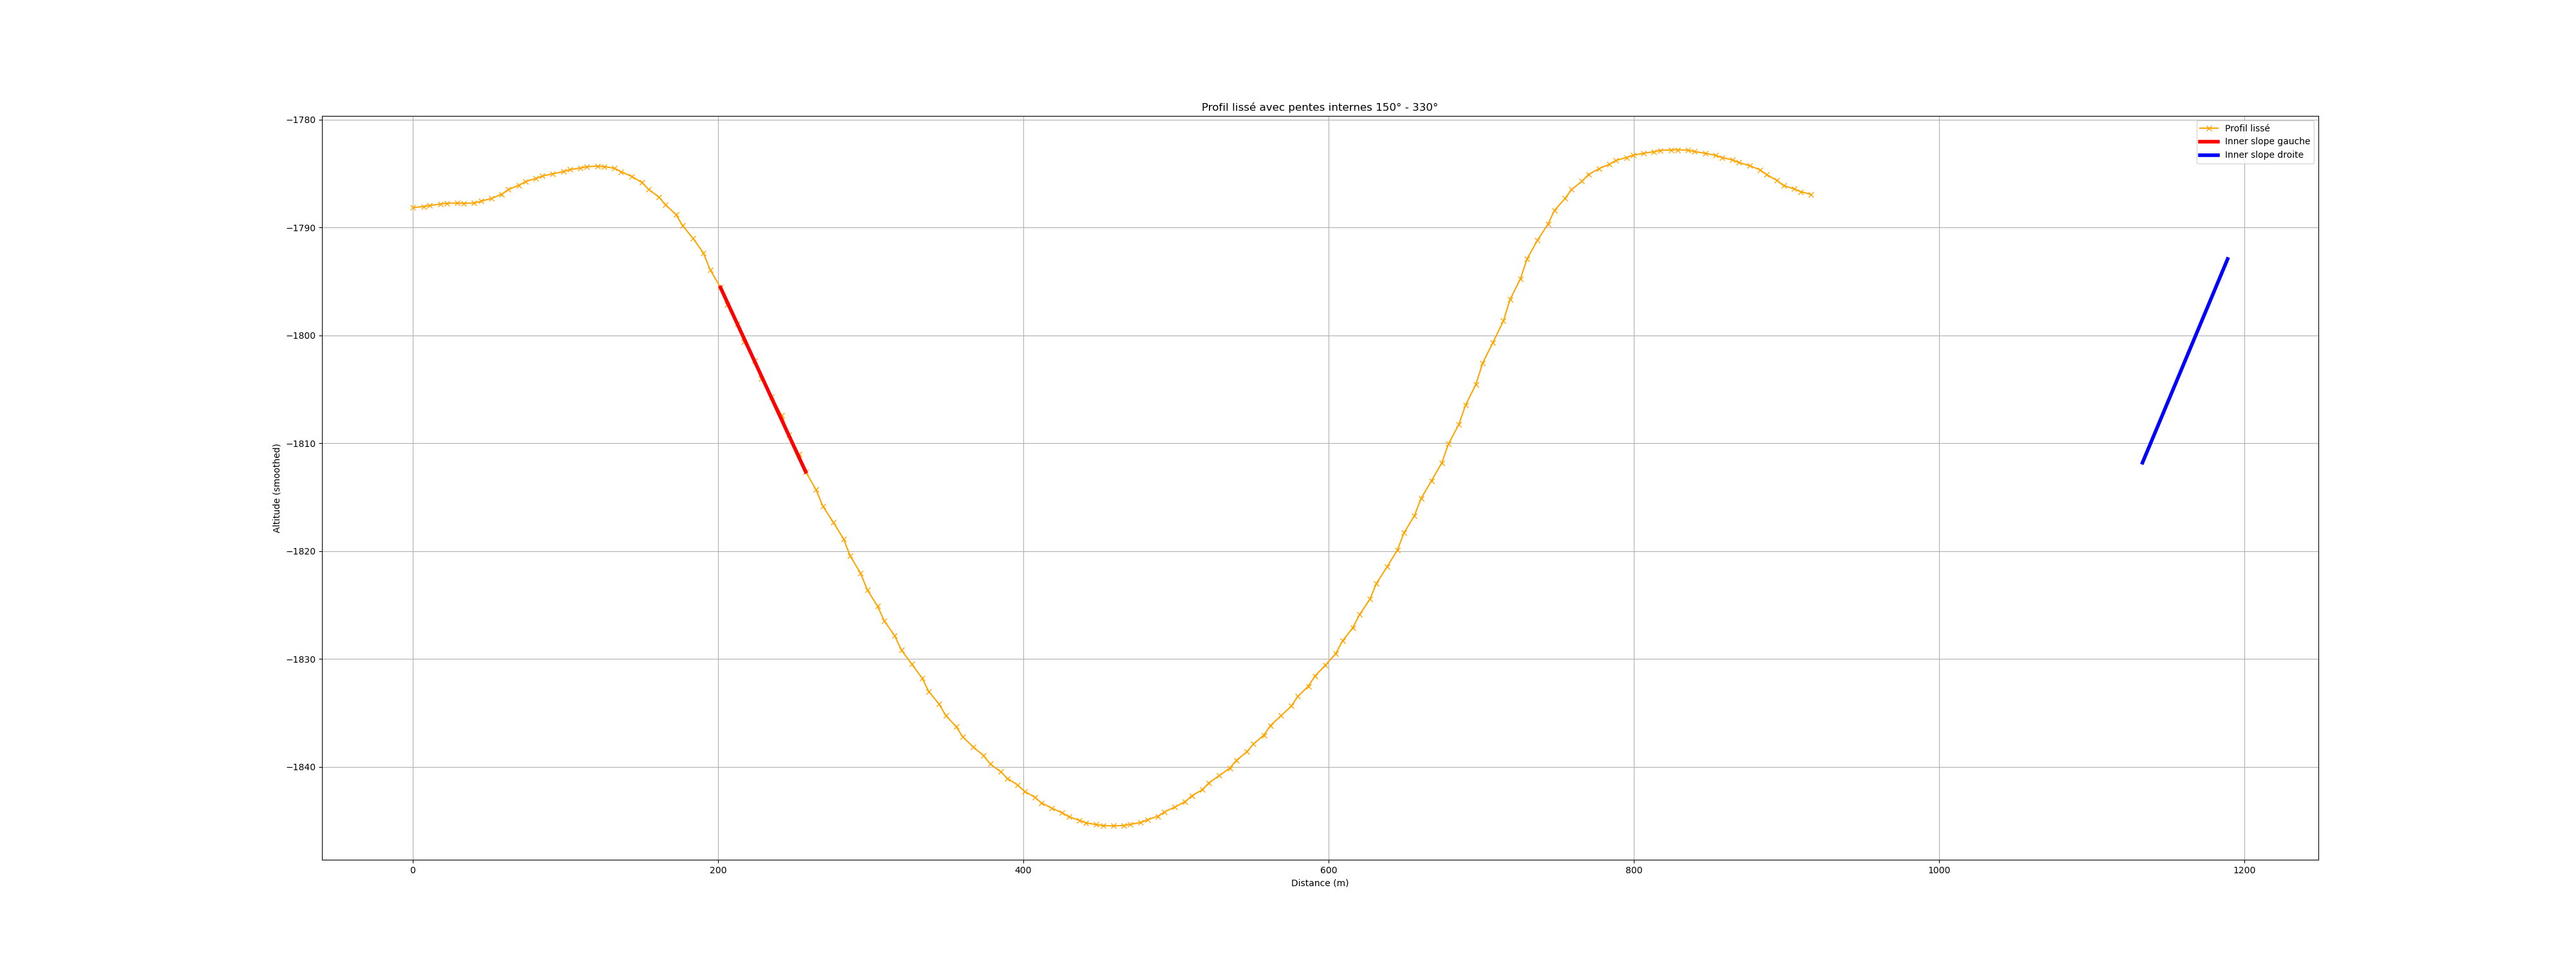 Profil lissé avec pentes internes 150° - 330°
−1780
−1790
−1800
−1810
−1820
−1830
−1840
Altitude (smoothed)
Profil lissé
Inner slope gauche
Inner slope droite
0
200
400
600
800
1000
1200
Distance (m)